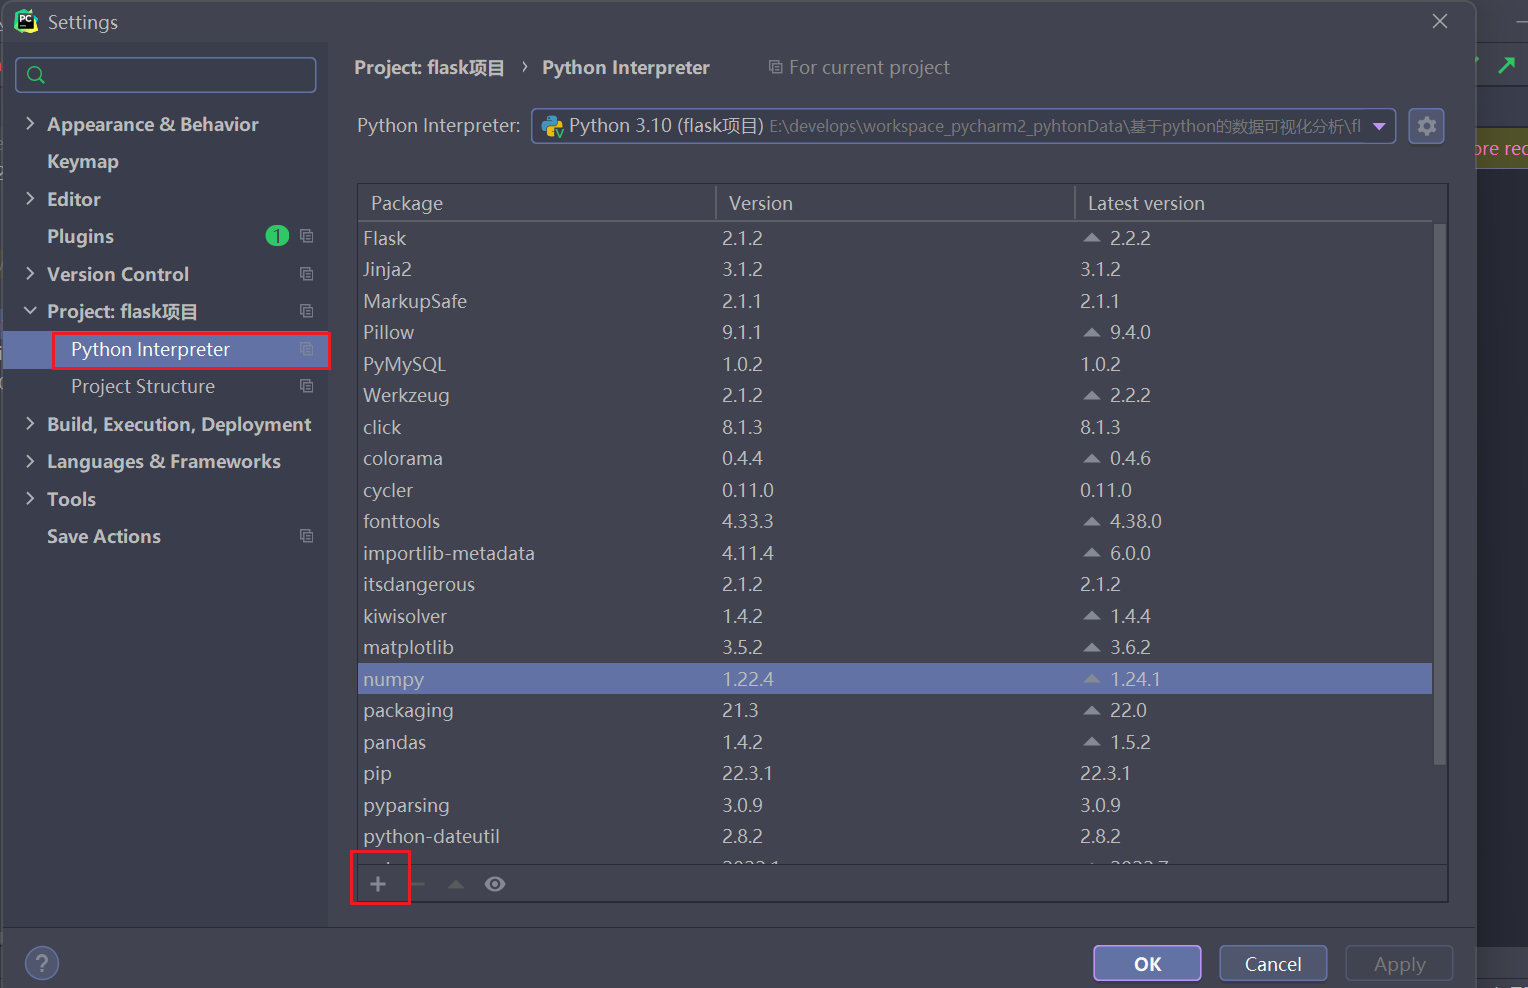 Settings
Project: flask项目 › Python Interpreter For current project
Python Interpreter: Python 3.10 (flask项目) E:\develops\workspace_pycharm2_pyhtonData\基于python的数据可视化分析\fl
Appearance & Behavior
Keymap
Editor
Plugins 1
Version Control
Project: flask项目
Python Interpreter
Project Structure
Build, Execution, Deployment
Languages & Frameworks
Tools
Save Actions
Package Version Latest version
Flask 2.1.2 2.2.2
Jinja2 3.1.2 3.1.2
MarkupSafe 2.1.1 2.1.1
Pillow 9.1.1 9.4.0
PyMySQL 1.0.2 1.0.2
Werkzeug 2.1.2 2.2.2
click 8.1.3 8.1.3
colorama 0.4.4 0.4.6
cycler 0.11.0 0.11.0
fonttools 4.33.3 4.38.0
importlib-metadata 4.11.4 6.0.0
itsdangerous 2.1.2 2.1.2
kiwisolver 1.4.2 1.4.4
matplotlib 3.5.2 3.6.2
numpy 1.22.4 1.24.1
packaging 21.3 22.0
pandas 1.4.2 1.5.2
pip 22.3.1 22.3.1
pyparsing 3.0.9 3.0.9
python-dateutil 2.8.2 2.8.2
? OK Cancel Apply
ore rec